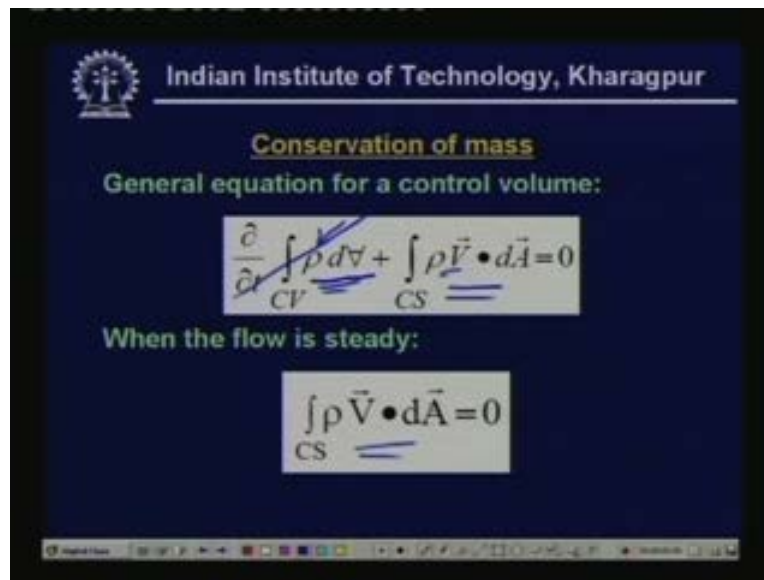 Indian Institute of Technology, Kharagpur
Conservation of mass
General equation for a control volume:
∂/∂t ∫CV ρ d∀ + ∫CS ρV⃗ • dA⃗ = 0
When the flow is steady:
∫CS ρ V⃗ • dA⃗ = 0